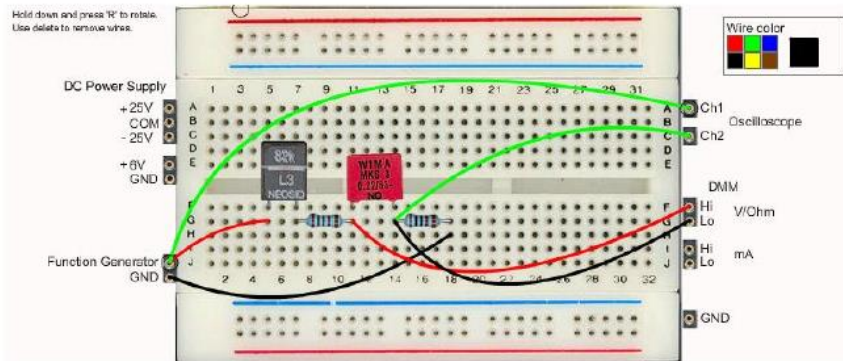 Hold down and press 'R' to rotate.
Use delete to remove wires.
Wire color
DC Power Supply
1 3 5 7 9 11 13 15 17 19 21 23 25 27 29 31
+25V
COM
- 25V
+6V
GND
A
B
C
D
E
A
B
C
D
E
Ch1
Ch2
Oscilloscope
82N
L3
NEOSID
WIMA
DMM
F
G
H
I
J
F
G
H
I
J
Hi
Lo
V/Ohm
Hi
Lo
mA
Function Generator
GND
2 4 6 8 10 12 14 16 18 20 22 24 26 28 30 32
GND